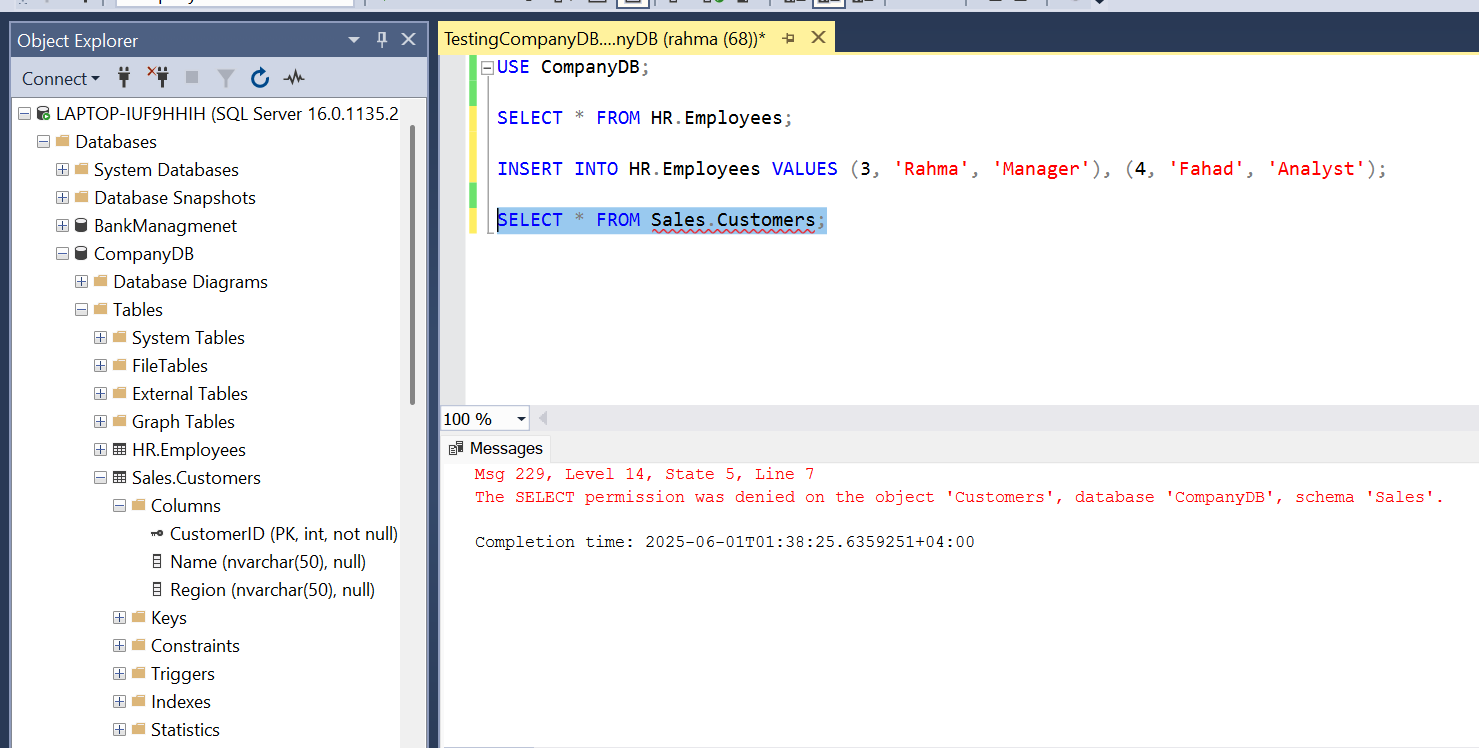 Object Explorer
Connect
LAPTOP-IUF9HHIH (SQL Server 16.0.1135.2
Databases
System Databases
Database Snapshots
BankManagmenet
CompanyDB
Database Diagrams
Tables
System Tables
FileTables
External Tables
Graph Tables
HR.Employees
Sales.Customers
Columns
CustomerID (PK, int, not null)
Name (nvarchar(50), null)
Region (nvarchar(50), null)
Keys
Constraints
Triggers
Indexes
Statistics
TestingCompanyDB....nyDB (rahma (68))*
USE CompanyDB;
SELECT * FROM HR.Employees;
INSERT INTO HR.Employees VALUES (3, 'Rahma', 'Manager'), (4, 'Fahad', 'Analyst');
SELECT * FROM Sales.Customers;
100 %
Messages
Msg 229, Level 14, State 5, Line 7
The SELECT permission was denied on the object 'Customers', database 'CompanyDB', schema 'Sales'.
Completion time: 2025-06-01T01:38:25.6359251+04:00